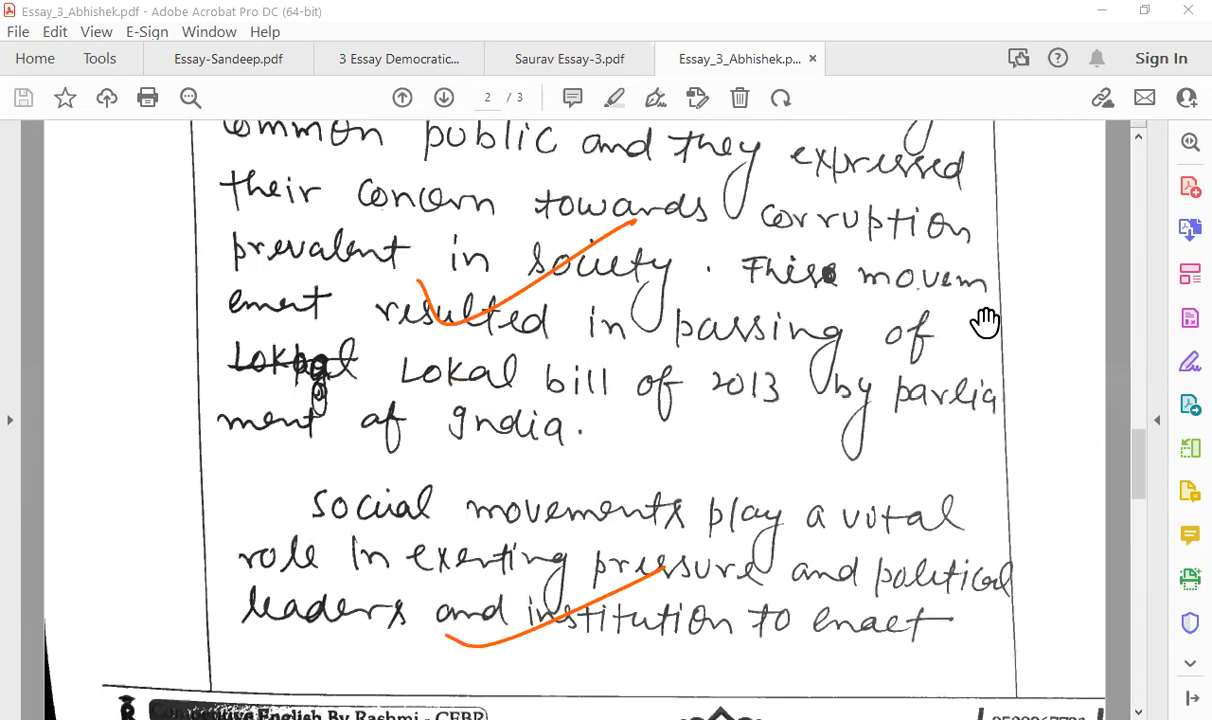 Essay_3_Abhishek.pdf - Adobe Acrobat Pro DC (64-bit)
File Edit View E-Sign Window Help
Home Tools Essay-Sandeep.pdf 3 Essay Democratic... Saurav Essay-3.pdf Essay_3_Abhishek.p... × Sign In
2 / 3
common public and they expressed
their concern towards corruption
prevalent in society. This movem
ement resulted in passing of
Lokal bill of 2013 by parlia
ment of India.
social movements play a vital
role in exerting pressure and political
leaders and institution to enact
Competitive English By Rashmi - CEBR